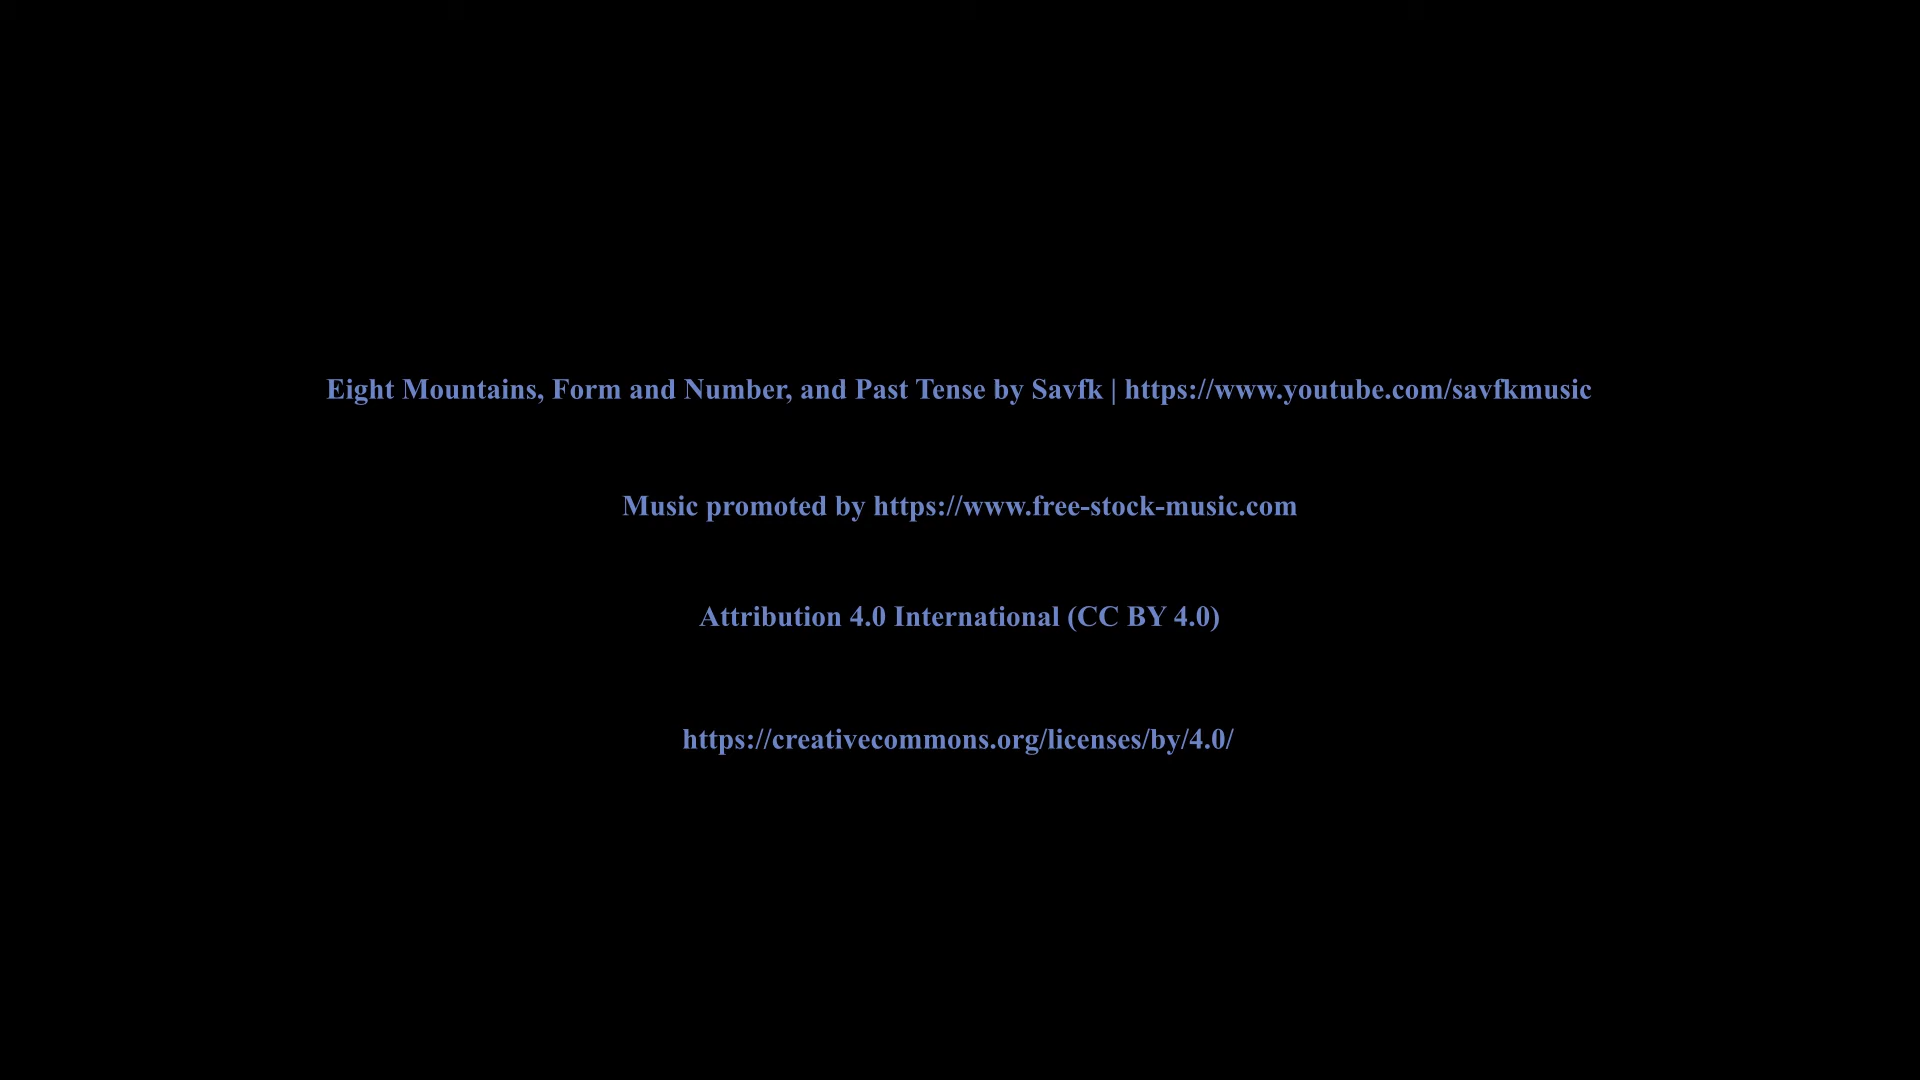 Eight Mountains, Form and Number, and Past Tense by Savfk | https://www.youtube.com/savfkmusic
Music promoted by https://www.free-stock-music.com
Attribution 4.0 International (CC BY 4.0)
https://creativecommons.org/licenses/by/4.0/